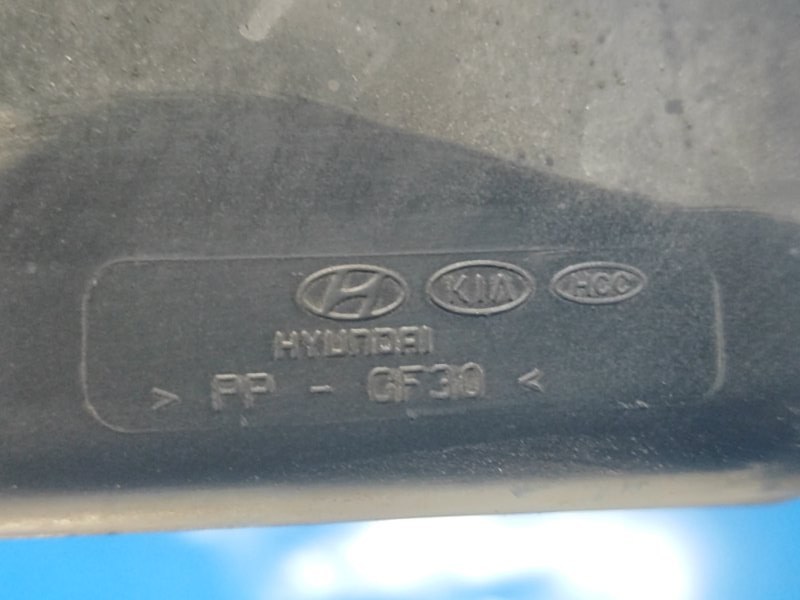 KIA HCC
HYUNDAI
> PP - GF30 <